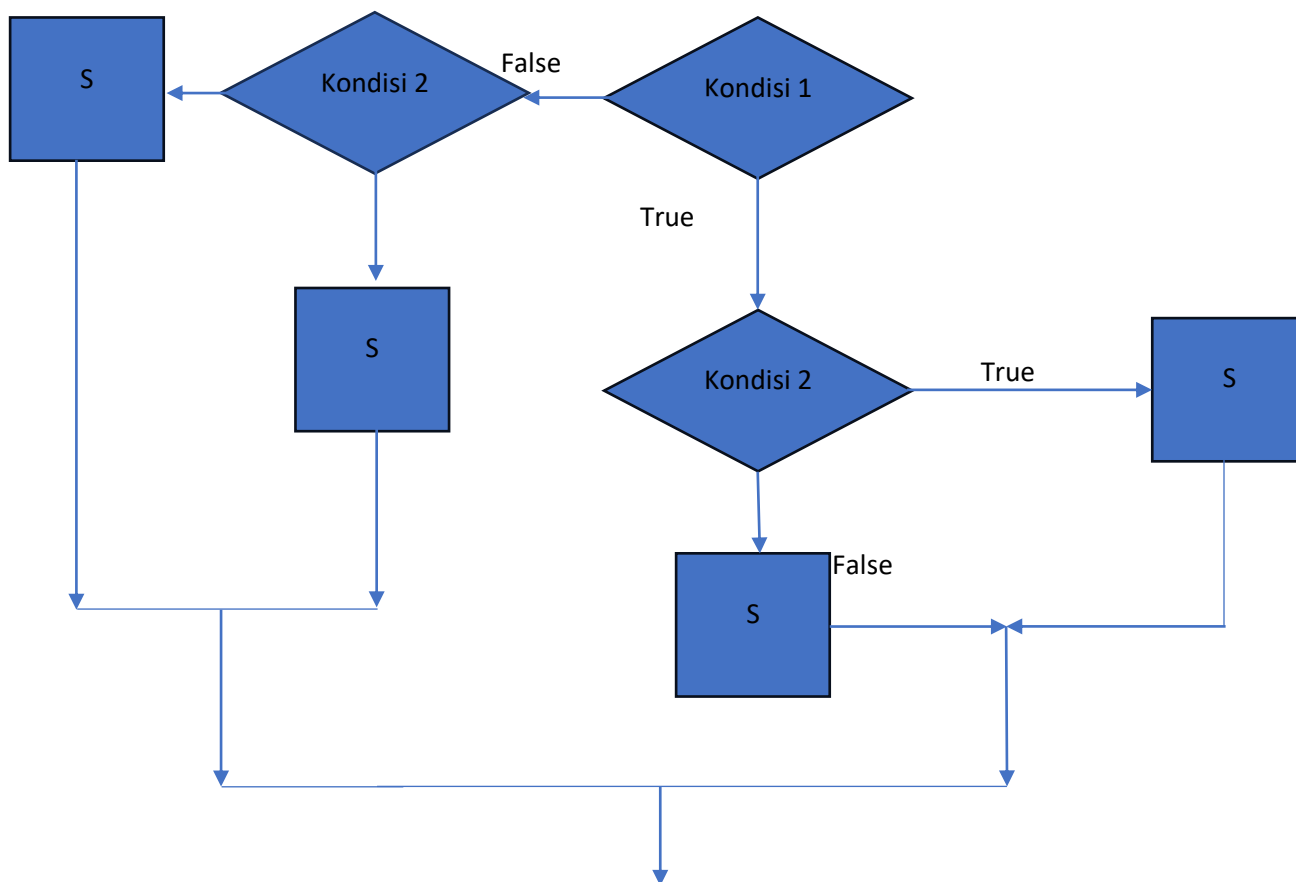 False
S
Kondisi 2
Kondisi 1
True
S
Kondisi 2
True
S
False
S